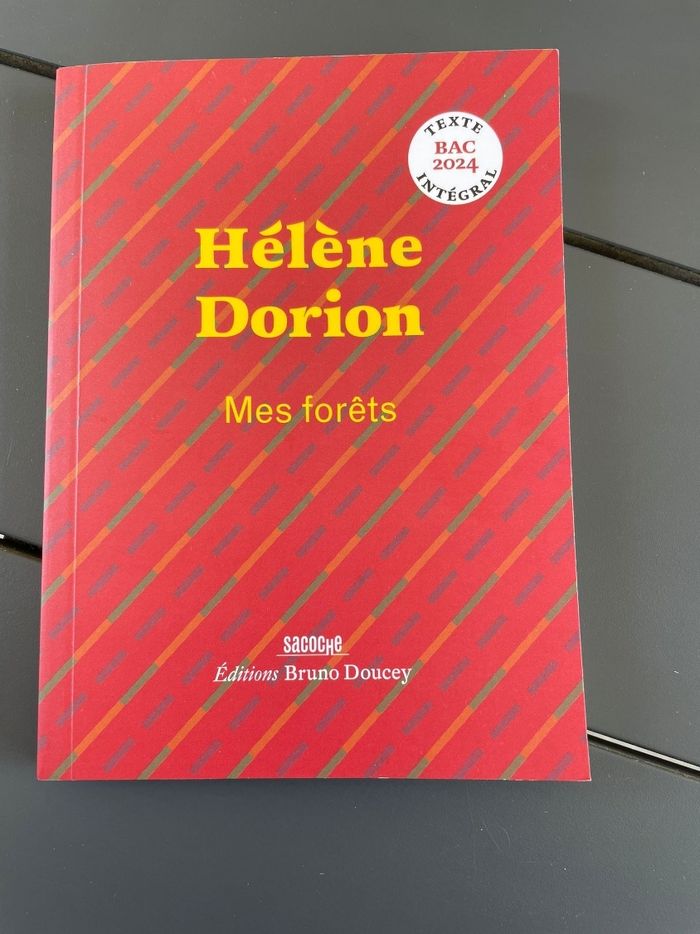 TEXTE
BAC
2024
INTÉGRAL
Hélène
Dorion
Mes forêts
SACOCHE
Éditions Bruno Doucey